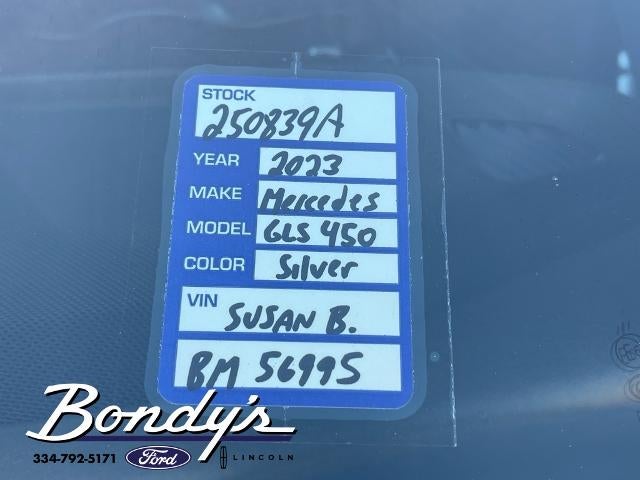 STOCK
250839A
YEAR 2023
MAKE Mercedes
MODEL GLS 450
COLOR Silver
VIN SUSAN B.
BM 56995
Bondy's
334-792-5171 Ford LINCOLN